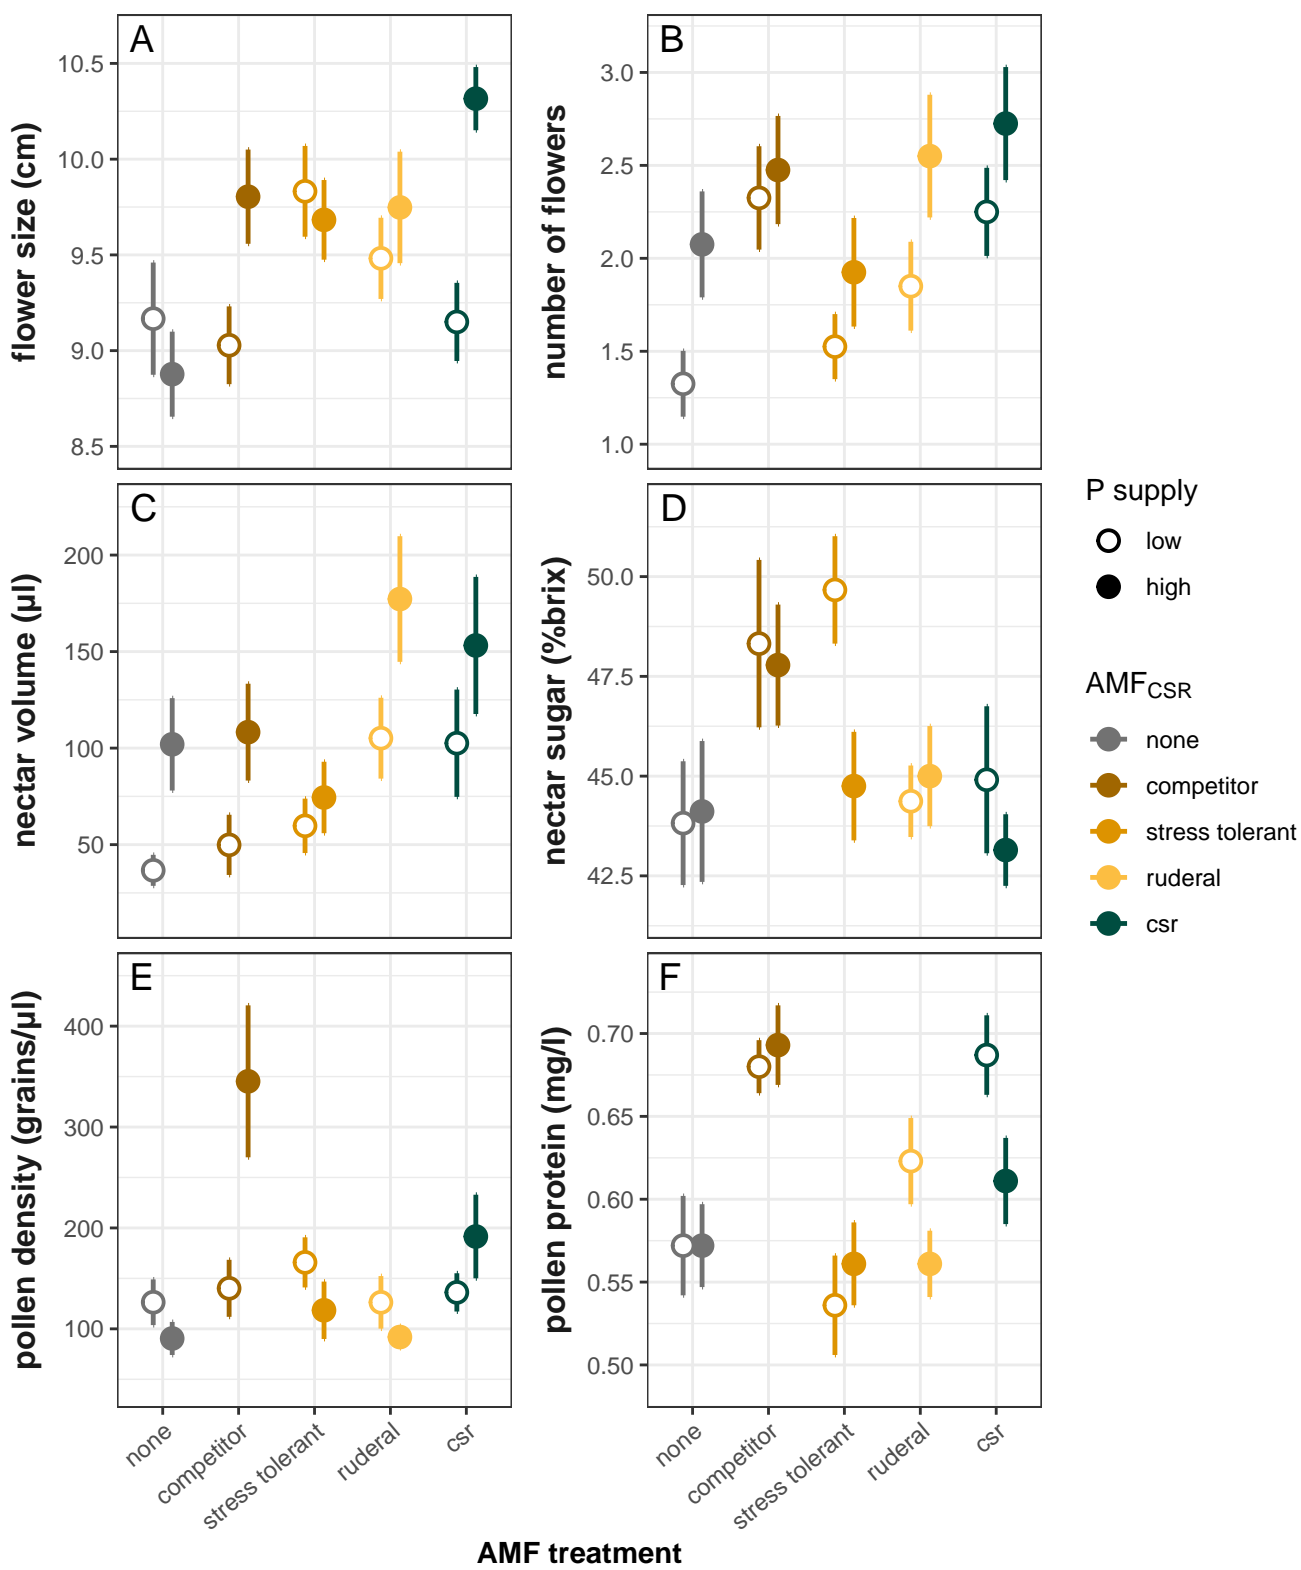 A
flower size (cm)
10.5
10.0
9.5
9.0
8.5
B
number of flowers
3.0
2.5
2.0
1.5
1.0
C
nectar volume (µl)
200
150
100
50
D
nectar sugar (%brix)
50.0
47.5
45.0
42.5
E
pollen density (grains/µl)
400
300
200
100
none
competitor
stress tolerant
ruderal
csr
F
pollen protein (mg/l)
0.70
0.65
0.60
0.55
0.50
none
competitor
stress tolerant
ruderal
csr
AMF treatment
P supply
low
high
AMF_CSR
none
competitor
stress tolerant
ruderal
csr